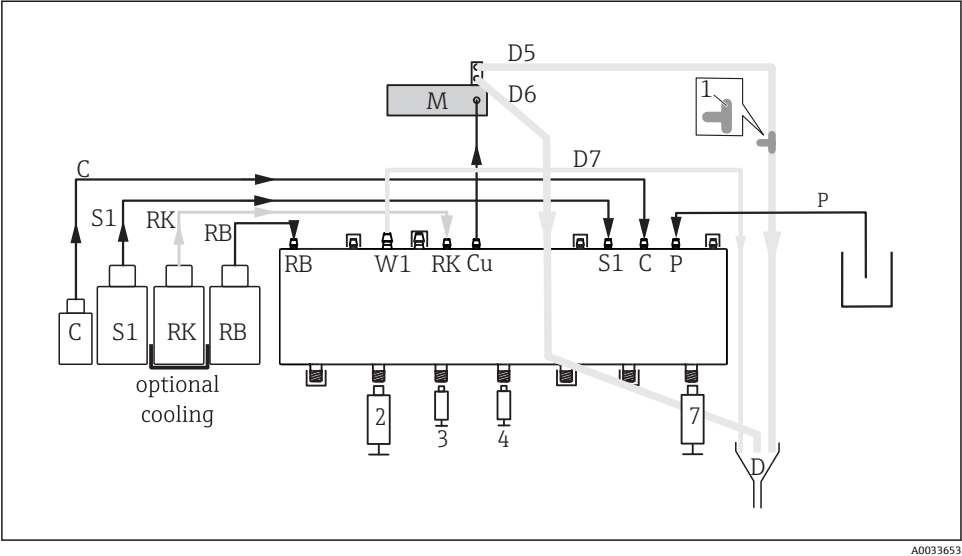 D5
M
D6
1
D7
C
P
S1
RK
RB
RB
W1
RK
Cu
S1
C
P
C
S1
RK
RB
optional
cooling
2
3
4
7
D
A0033653